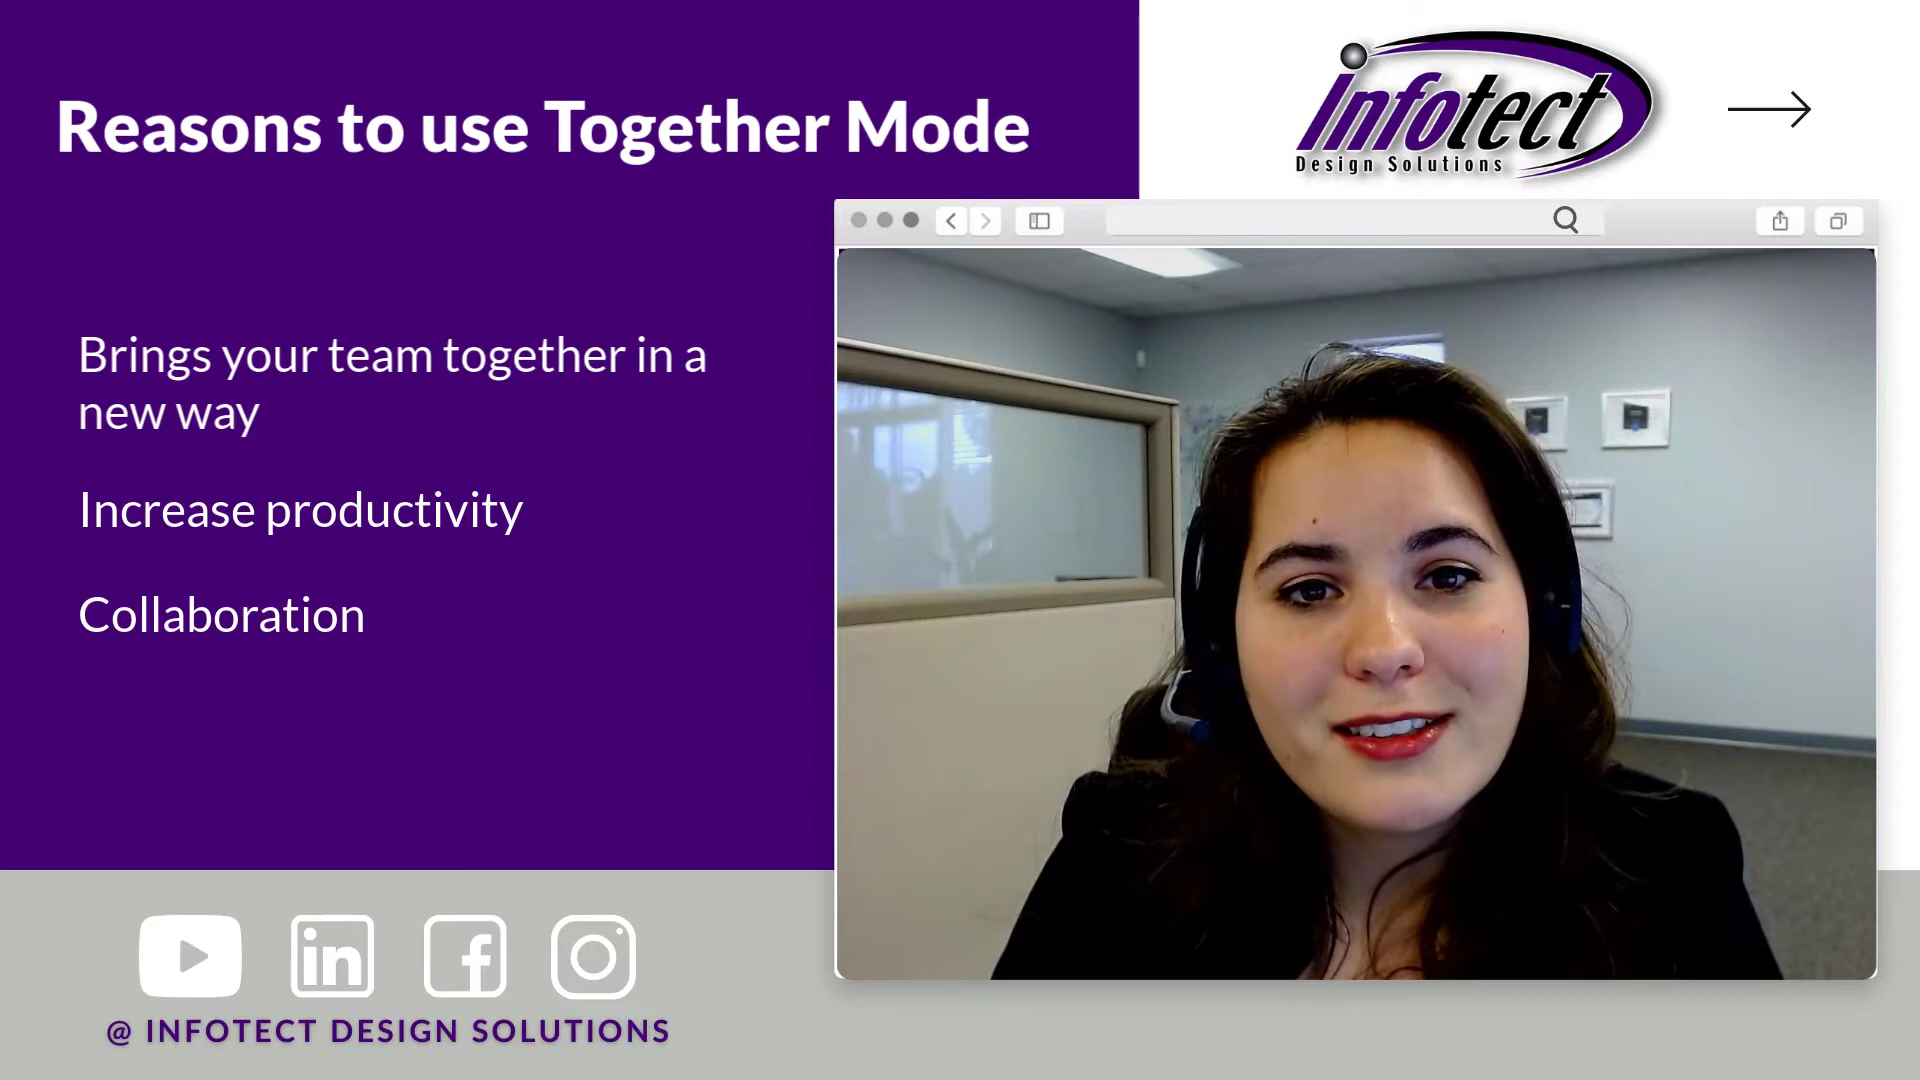 Reasons to use Together Mode
infotect
Design Solutions
Brings your team together in a
new way
Increase productivity
Collaboration
in
@ INFOTECT DESIGN SOLUTIONS